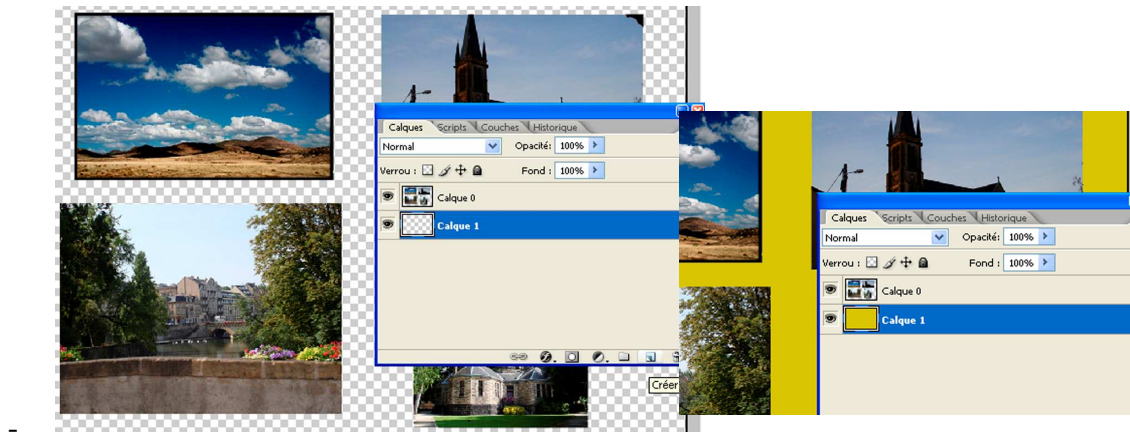 Calques Scripts Couches Historique
Normal Opacité: 100%
Verrou : Fond : 100%
Calque 0
Calque 1
Créer
Calques Scripts Couches Historique
Normal Opacité: 100%
Verrou : Fond : 100%
Calque 0
Calque 1
-